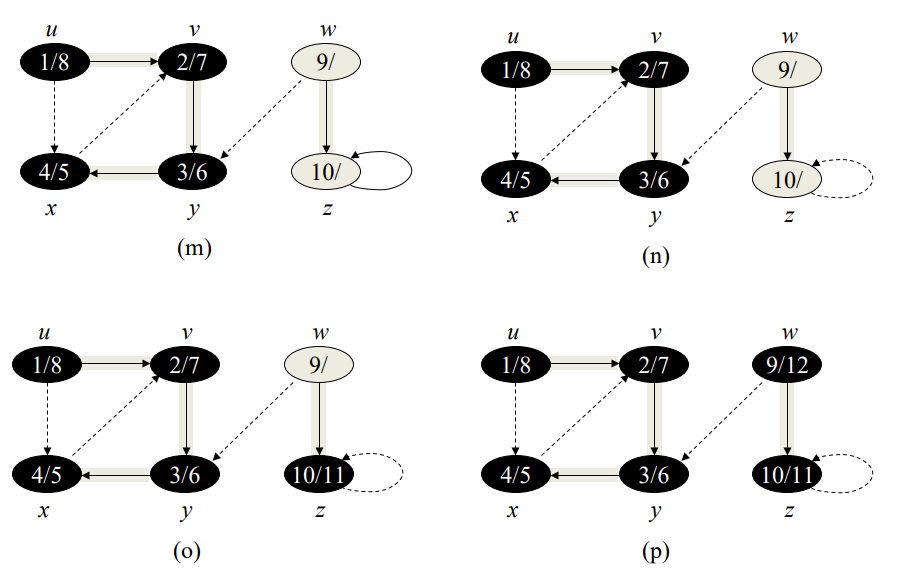 u v w
1/8 2/7 9/
4/5 3/6 10/
x y z
(m)
u v w
1/8 2/7 9/
4/5 3/6 10/
x y z
(n)
u v w
1/8 2/7 9/
4/5 3/6 10/11
x y z
(o)
u v w
1/8 2/7 9/12
4/5 3/6 10/11
x y z
(p)